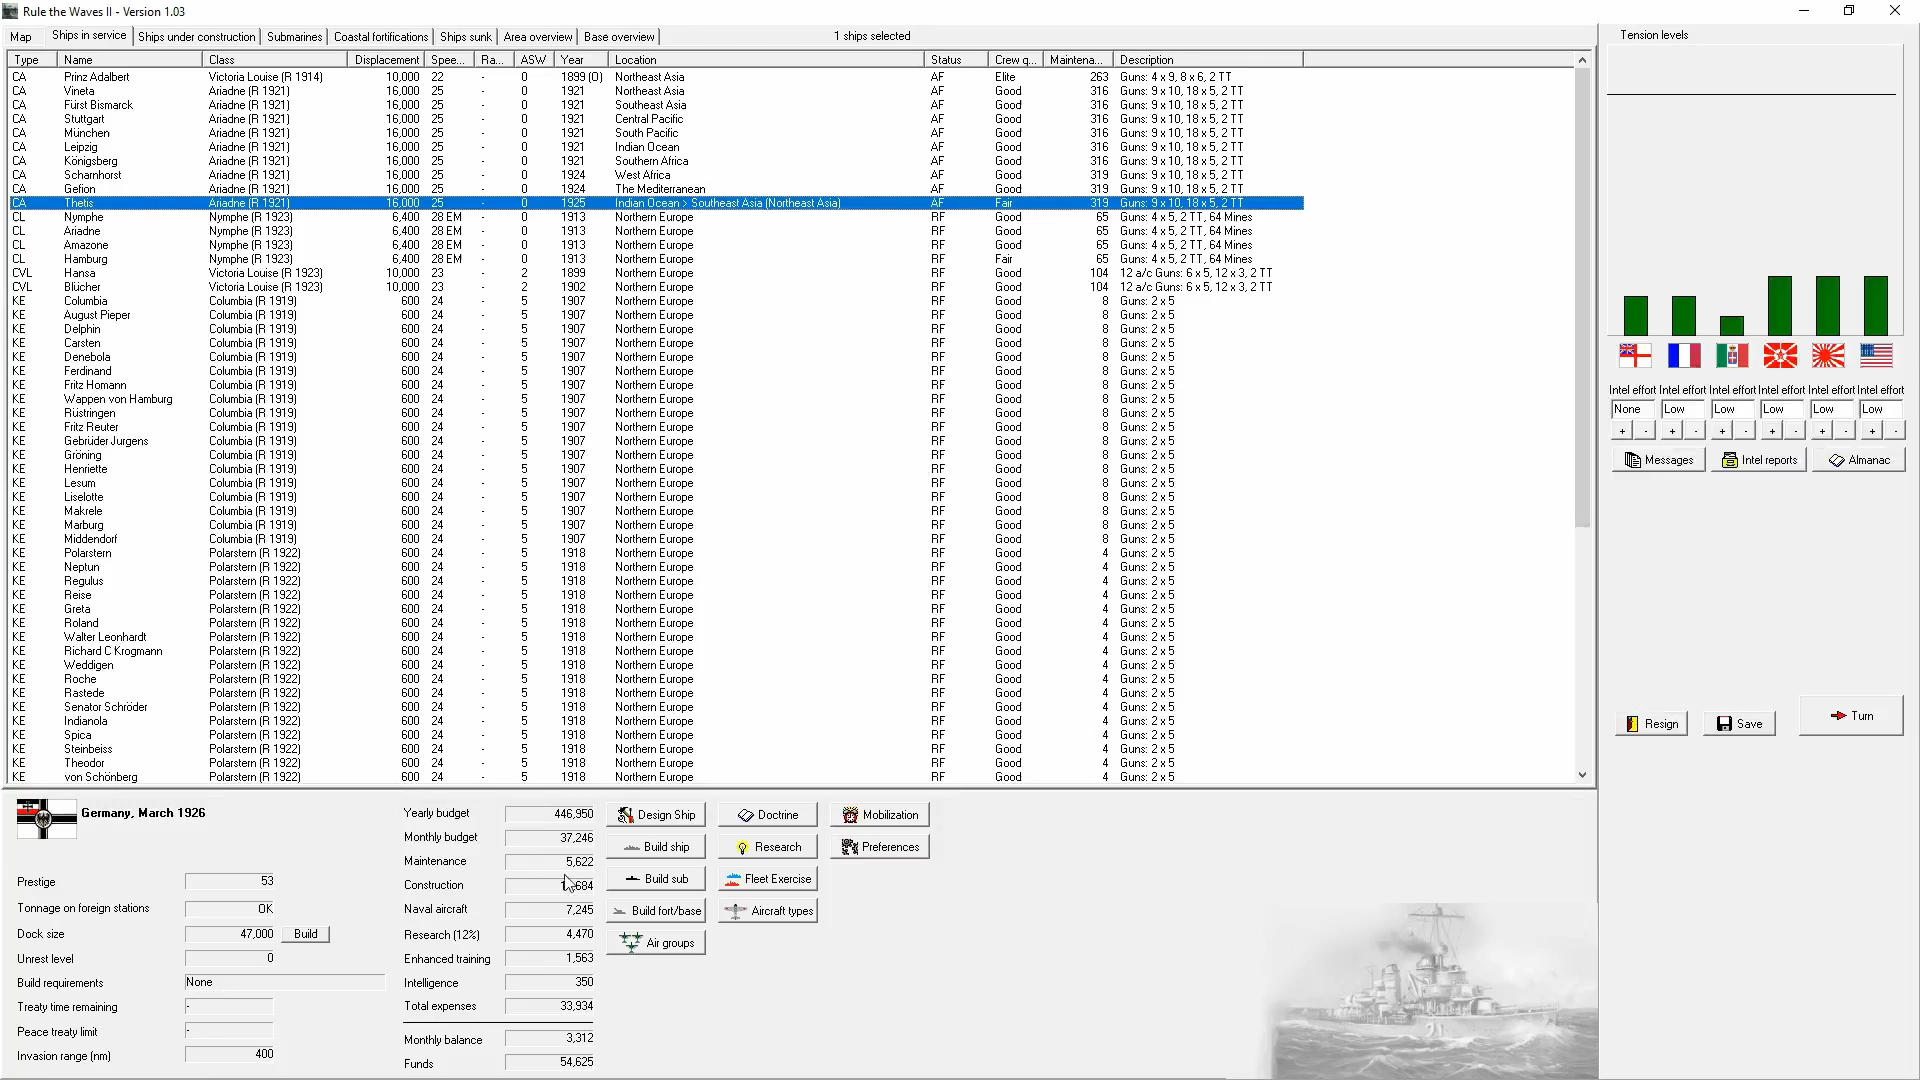 Rule the Waves II - Version 1.03
Map Ships in service Ships under construction Submarines Coastal fortifications Ships sunk Area overview Base overview 1 ships selected
Type Name Class Displacement Spee... Ra... ASW Year Location Status Crew q... Maintena... Description
CA Prinz Adalbert Victoria Louise (R 1914) 10,000 22 - 0 1899 (O) Northeast Asia AF Elite 263 Guns: 4 x 9, 8 x 6, 2 TT
CA Vineta Ariadne (R 1921) 16,000 25 - 0 1921 Northeast Asia AF Good 316 Guns: 9 x 10, 18 x 5, 2 TT
CA Fürst Bismarck Ariadne (R 1921) 16,000 25 - 0 1921 Southeast Asia AF Good 316 Guns: 9 x 10, 18 x 5, 2 TT
CA Stuttgart Ariadne (R 1921) 16,000 25 - 0 1921 Central Pacific AF Good 316 Guns: 9 x 10, 18 x 5, 2 TT
CA München Ariadne (R 1921) 16,000 25 - 0 1921 South Pacific AF Good 316 Guns: 9 x 10, 18 x 5, 2 TT
CA Leipzig Ariadne (R 1921) 16,000 25 - 0 1921 Indian Ocean AF Good 316 Guns: 9 x 10, 18 x 5, 2 TT
CA Königsberg Ariadne (R 1921) 16,000 25 - 0 1921 Southern Africa AF Good 316 Guns: 9 x 10, 18 x 5, 2 TT
CA Scharnhorst Ariadne (R 1921) 16,000 25 - 0 1924 West Africa AF Good 319 Guns: 9 x 10, 18 x 5, 2 TT
CA Gefion Ariadne (R 1921) 16,000 25 - 0 1924 The Mediterranean AF Good 319 Guns: 9 x 10, 18 x 5, 2 TT
CA Thetis Ariadne (R 1921) 16,000 25 - 0 1925 Indian Ocean > Southeast Asia (Northeast Asia) AF Fair 319 Guns: 9 x 10, 18 x 5, 2 TT
CL Nymphe Nymphe (R 1923) 6,400 28 EM - 0 1913 Northern Europe RF Good 65 Guns: 4 x 5, 2 TT, 64 Mines
CL Ariadne Nymphe (R 1923) 6,400 28 EM - 0 1913 Northern Europe RF Good 65 Guns: 4 x 5, 2 TT, 64 Mines
CL Amazone Nymphe (R 1923) 6,400 28 EM - 0 1913 Northern Europe RF Good 65 Guns: 4 x 5, 2 TT, 64 Mines
CL Hamburg Nymphe (R 1923) 6,400 28 EM - 0 1913 Northern Europe RF Fair 65 Guns: 4 x 5, 2 TT, 64 Mines
CVL Hansa Victoria Louise (R 1923) 10,000 23 - 2 1899 Northern Europe RF Good 104 12 a/c Guns: 6 x 5, 12 x 3, 2 TT
CVL Blücher Victoria Louise (R 1923) 10,000 23 - 2 1902 Northern Europe RF Good 104 12 a/c Guns: 6 x 5, 12 x 3, 2 TT
KE Columbia Columbia (R 1919) 600 24 - 5 1907 Northern Europe RF Good 8 Guns: 2 x 5
KE August Pieper Columbia (R 1919) 600 24 - 5 1907 Northern Europe RF Good 8 Guns: 2 x 5
KE Delphin Columbia (R 1919) 600 24 - 5 1907 Northern Europe RF Good 8 Guns: 2 x 5
KE Carsten Columbia (R 1919) 600 24 - 5 1907 Northern Europe RF Good 8 Guns: 2 x 5
KE Denebola Columbia (R 1919) 600 24 - 5 1907 Northern Europe RF Good 8 Guns: 2 x 5
KE Ferdinand Columbia (R 1919) 600 24 - 5 1907 Northern Europe RF Good 8 Guns: 2 x 5
KE Fritz Homann Columbia (R 1919) 600 24 - 5 1907 Northern Europe RF Good 8 Guns: 2 x 5
KE Wappen von Hamburg Columbia (R 1919) 600 24 - 5 1907 Northern Europe RF Good 8 Guns: 2 x 5
KE Rüstringen Columbia (R 1919) 600 24 - 5 1907 Northern Europe RF Good 8 Guns: 2 x 5
KE Fritz Reuter Columbia (R 1919) 600 24 - 5 1907 Northern Europe RF Good 8 Guns: 2 x 5
KE Gebrüder Jurgens Columbia (R 1919) 600 24 - 5 1907 Northern Europe RF Good 8 Guns: 2 x 5
KE Gröning Columbia (R 1919) 600 24 - 5 1907 Northern Europe RF Good 8 Guns: 2 x 5
KE Henriette Columbia (R 1919) 600 24 - 5 1907 Northern Europe RF Good 8 Guns: 2 x 5
KE Lesum Columbia (R 1919) 600 24 - 5 1907 Northern Europe RF Good 8 Guns: 2 x 5
KE Liselotte Columbia (R 1919) 600 24 - 5 1907 Northern Europe RF Good 8 Guns: 2 x 5
KE Makrele Columbia (R 1919) 600 24 - 5 1907 Northern Europe RF Good 8 Guns: 2 x 5
KE Marburg Columbia (R 1919) 600 24 - 5 1907 Northern Europe RF Good 8 Guns: 2 x 5
KE Middendorf Columbia (R 1919) 600 24 - 5 1907 Northern Europe RF Good 8 Guns: 2 x 5
KE Polarstern Polarstern (R 1922) 600 24 - 5 1918 Northern Europe RF Good 4 Guns: 2 x 5
KE Neptun Polarstern (R 1922) 600 24 - 5 1918 Northern Europe RF Good 4 Guns: 2 x 5
KE Regulus Polarstern (R 1922) 600 24 - 5 1918 Northern Europe RF Good 4 Guns: 2 x 5
KE Reise Polarstern (R 1922) 600 24 - 5 1918 Northern Europe RF Good 4 Guns: 2 x 5
KE Greta Polarstern (R 1922) 600 24 - 5 1918 Northern Europe RF Good 4 Guns: 2 x 5
KE Roland Polarstern (R 1922) 600 24 - 5 1918 Northern Europe RF Good 4 Guns: 2 x 5
KE Walter Leonhardt Polarstern (R 1922) 600 24 - 5 1918 Northern Europe RF Good 4 Guns: 2 x 5
KE Richard C Krogmann Polarstern (R 1922) 600 24 - 5 1918 Northern Europe RF Good 4 Guns: 2 x 5
KE Weddigen Polarstern (R 1922) 600 24 - 5 1918 Northern Europe RF Good 4 Guns: 2 x 5
KE Roche Polarstern (R 1922) 600 24 - 5 1918 Northern Europe RF Good 4 Guns: 2 x 5
KE Rastede Polarstern (R 1922) 600 24 - 5 1918 Northern Europe RF Good 4 Guns: 2 x 5
KE Senator Schröder Polarstern (R 1922) 600 24 - 5 1918 Northern Europe RF Good 4 Guns: 2 x 5
KE Indianola Polarstern (R 1922) 600 24 - 5 1918 Northern Europe RF Good 4 Guns: 2 x 5
KE Spica Polarstern (R 1922) 600 24 - 5 1918 Northern Europe RF Good 4 Guns: 2 x 5
KE Steinbeiss Polarstern (R 1922) 600 24 - 5 1918 Northern Europe RF Good 4 Guns: 2 x 5
KE Theodor Polarstern (R 1922) 600 24 - 5 1918 Northern Europe RF Good 4 Guns: 2 x 5
KE von Schönberg Polarstern (R 1922) 600 24 - 5 1918 Northern Europe RF Good 4 Guns: 2 x 5
Tension levels
Intel effort Intel effort Intel effort Intel effort Intel effort Intel effort
None Low Low Low Low Low
+ - + - + - + - + - + -
Messages Intel reports Almanac
Resign Save Turn
Germany, March 1926
Prestige 53
Tonnage on foreign stations OK
Dock size 47,000 Build
Unrest level 0
Build requirements None
Treaty time remaining -
Peace treaty limit -
Invasion range (nm) 400
Yearly budget 446,950
Monthly budget 37,246
Maintenance 5,622
Construction
Naval aircraft 7,245
Research (12%) 4,470
Enhanced training 1,563
Intelligence 350
Total expenses 33,934
Monthly balance 3,312
Funds 54,625
Design Ship Doctrine Mobilization
Build ship Research Preferences
Build sub Fleet Exercise
Build fort/base Aircraft types
Air groups